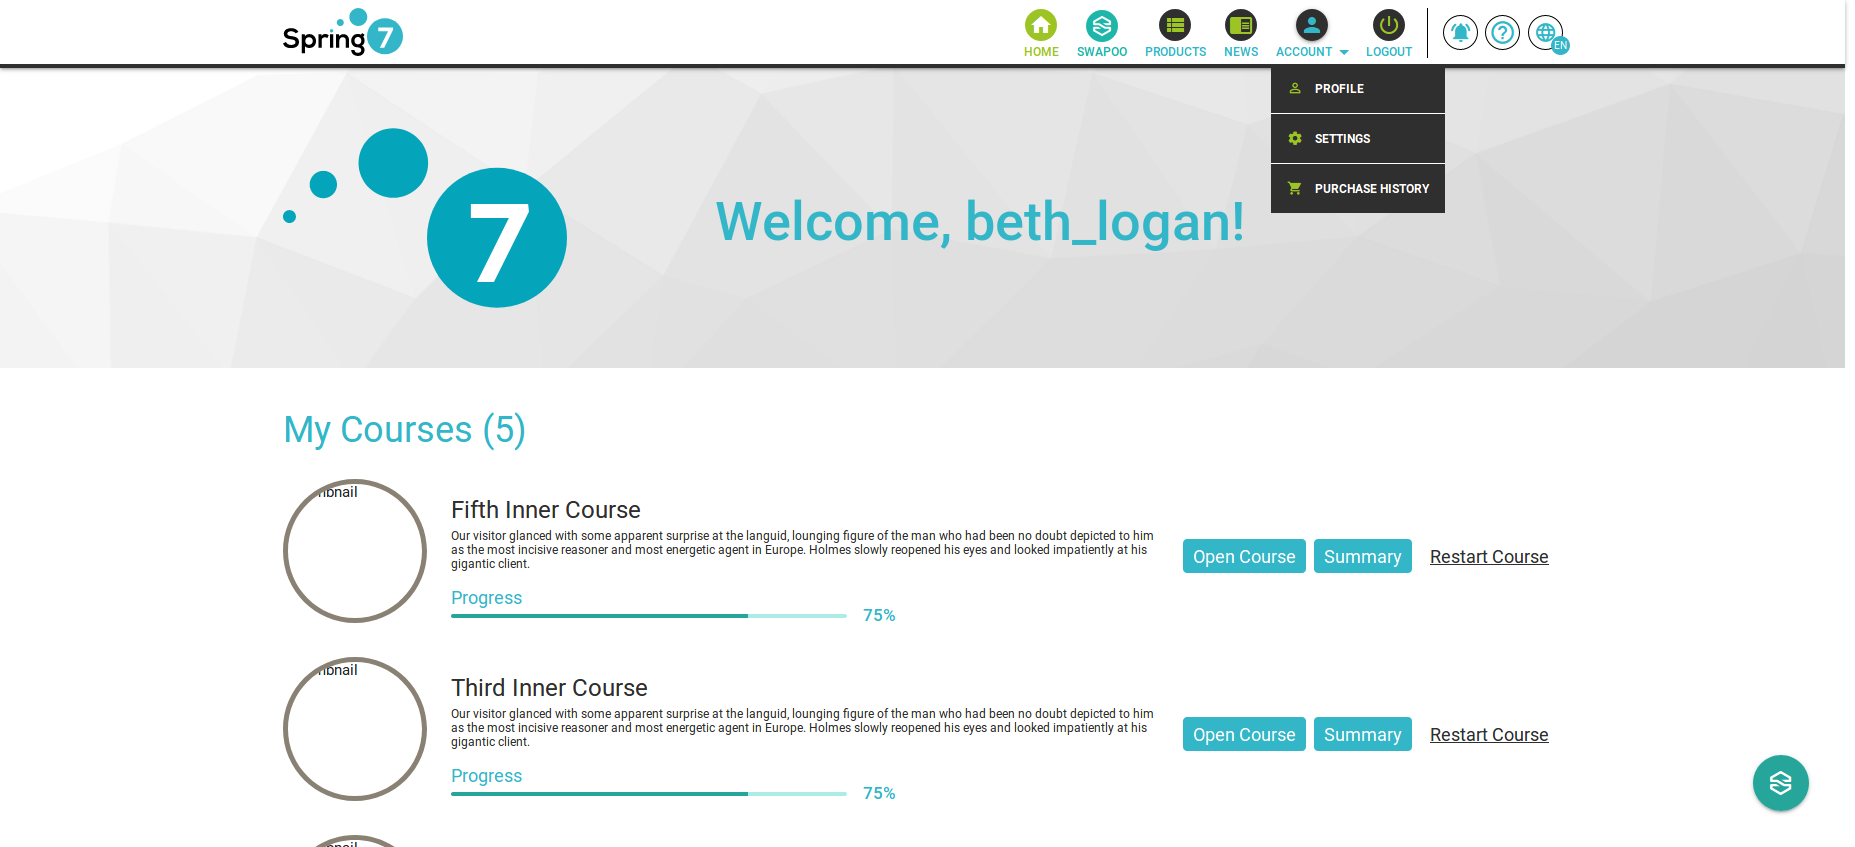 Spring 7
HOME
SWAPOO
PRODUCTS
NEWS
ACCOUNT
LOGOUT
?
EN
PROFILE
SETTINGS
PURCHASE HISTORY
7
Welcome, beth_logan!
My Courses (5)
Fifth Inner Course
Our visitor glanced with some apparent surprise at the languid, lounging figure of the man who had been no doubt depicted to him
as the most incisive reasoner and most energetic agent in Europe. Holmes slowly reopened his eyes and looked impatiently at his
gigantic client.
Open Course
Summary
Restart Course
Progress
75%
Third Inner Course
Our visitor glanced with some apparent surprise at the languid, lounging figure of the man who had been no doubt depicted to him
as the most incisive reasoner and most energetic agent in Europe. Holmes slowly reopened his eyes and looked impatiently at his
gigantic client.
Open Course
Summary
Restart Course
Progress
75%